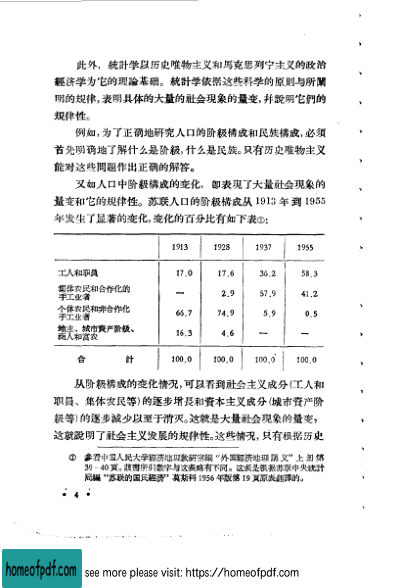 此外，統計学以历史唯物主义和馬克思列宁主义的政治
經济学为它的理論基础。統計学依据这些科学的原则与所闡
明的規律，表明具体的大量的社会現象的量变，幷說明它們的
規律性。
例如，为了正确地研究人口的阶級構成和民族構成，必須
首先明确地了解什么是阶級，什么是民族。只有历史唯物主义
能对这些問題作出正确的解答。
又如人口中阶級構成的变化，卽表現了大量社会現象的
量变和它的規律性。苏联人口的阶級構成从 1913 年到 1955
年发生了显著的变化，变化的百分比有如下表①:
1913 1928 1937 1955
工人和职員 17.0 17.6 36.2 58.3
集体农民和合作化的
手工业者 — 2.9 57.9 41.2
个体农民和非合作化
手工业者 66.7 74.9 5.9 0.5
地主、城市資产阶級、
商人和富农 16.3 4.6 — —
合 計 100.0 100.0 100.0 100.0
从阶級構成的变化情况，可以看到社会主义成分(工人和
职員、集体农民等)的逐步增長和資本主义成分(城市資产阶
級等)的逐步减少以至于消灭。这就是大量社会現象的量变，
这就說明了社会主义发展的規律性。这些情况，只有根据历史
① 參看中国人民大学經济地理敎硏室編“外国經济地理講义”上册第
39—40頁，該書所引数字与这表略有不同。这表是根据苏联中央統計
局編“苏联的国民經济”莫斯科1956年版第19頁原表翻譯的。
• 4 •
homeofpdf.com
see more please visit: https://homeofpdf.com